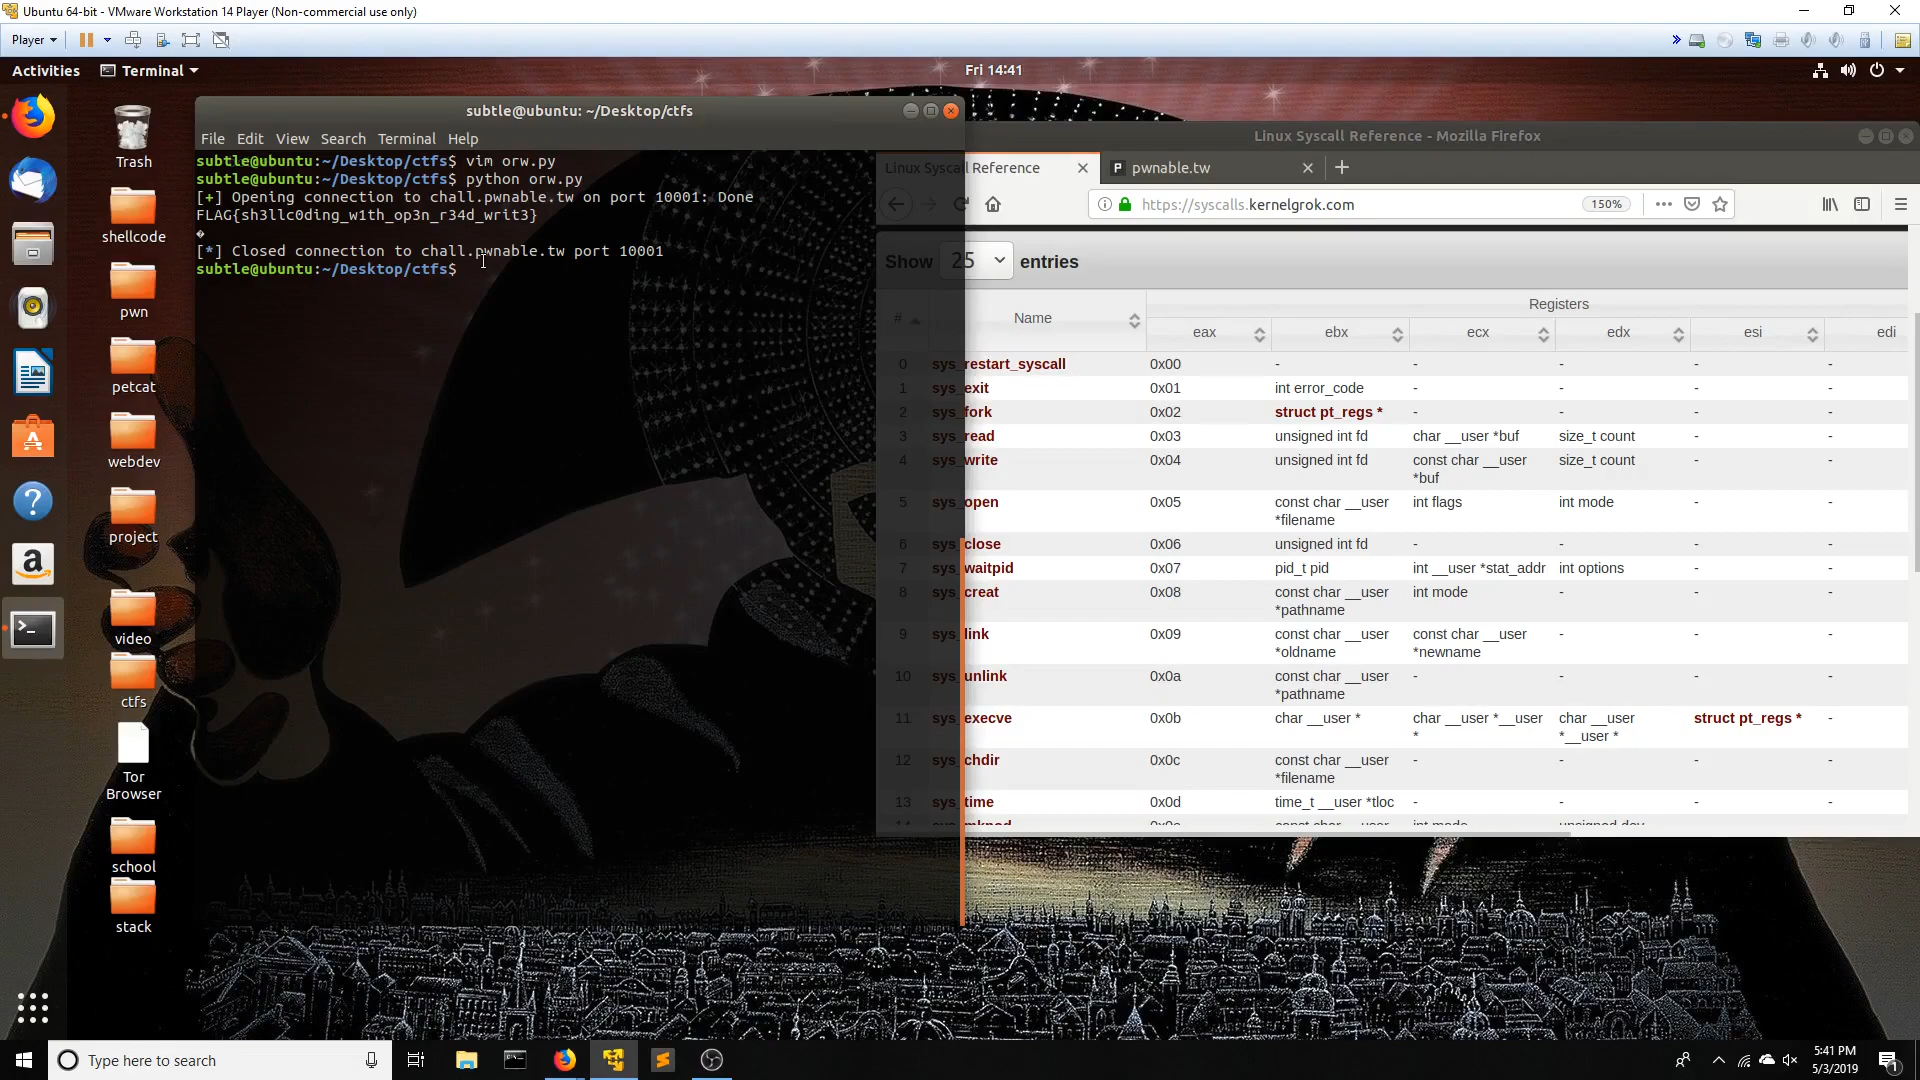 Ubuntu 64-bit - VMware Workstation 14 Player (Non-commercial use only)
Player
Activities
Terminal
Fri 14:41
Trash
shellcode
pwn
petcat
webdev
project
video
ctfs
Tor
Browser
school
stack
subtle@ubuntu: ~/Desktop/ctfs
File Edit View Search Terminal Help
subtle@ubuntu:~/Desktop/ctfs$ vim orw.py
subtle@ubuntu:~/Desktop/ctfs$ python orw.py
[+] Opening connection to chall.pwnable.tw on port 10001: Done
FLAG{sh3llc0ding_w1th_op3n_r34d_writ3}
�
[*] Closed connection to chall.pwnable.tw port 10001
subtle@ubuntu:~/Desktop/ctfs$
Linux Syscall Reference - Mozilla Firefox
Linux Syscall Reference
P pwnable.tw
https://syscalls.kernelgrok.com
150%
Show 25 entries
# Name Registers
eax ebx ecx edx esi edi
0 sys_restart_syscall 0x00 - - - - -
1 sys_exit 0x01 int error_code - - - -
2 sys_fork 0x02 struct pt_regs * - - - -
3 sys_read 0x03 unsigned int fd char __user *buf size_t count - -
4 sys_write 0x04 unsigned int fd const char __user size_t count - -
*buf
5 sys_open 0x05 const char __user int flags int mode - -
*filename
6 sys_close 0x06 unsigned int fd - - - -
7 sys_waitpid 0x07 pid_t pid int __user *stat_addr int options - -
8 sys_creat 0x08 const char __user int mode - - -
*pathname
9 sys_link 0x09 const char __user const char __user - - -
*oldname *newname
10 sys_unlink 0x0a const char __user - - - -
*pathname
11 sys_execve 0x0b char __user * char __user *__user char __user struct pt_regs * -
* *__user *
12 sys_chdir 0x0c const char __user - - - -
*filename
13 sys_time 0x0d time_t __user *tloc - - - -
Type here to search
5:41 PM
5/3/2019
1